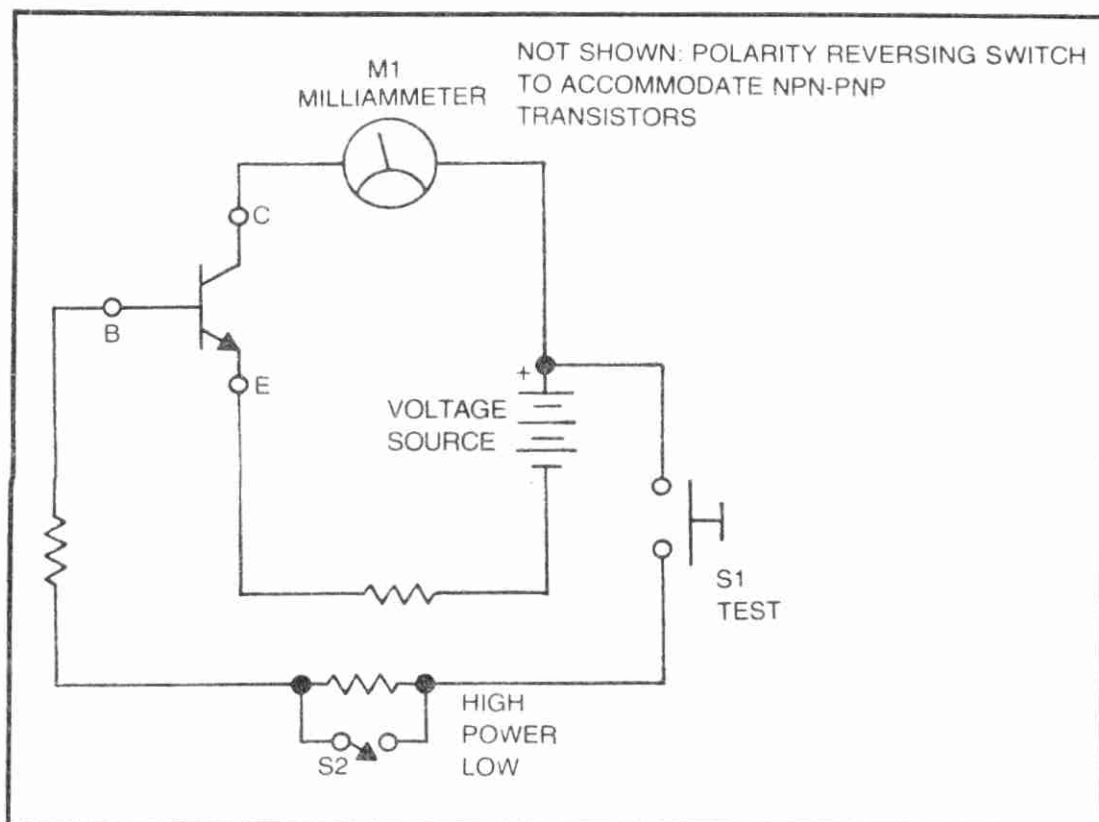 NOT SHOWN: POLARITY REVERSING SWITCH
TO ACCOMMODATE NPN-PNP
TRANSISTORS
M1
MILLIAMMETER
C
B
E
+
VOLTAGE
SOURCE
S1
TEST
HIGH
POWER
LOW
S2